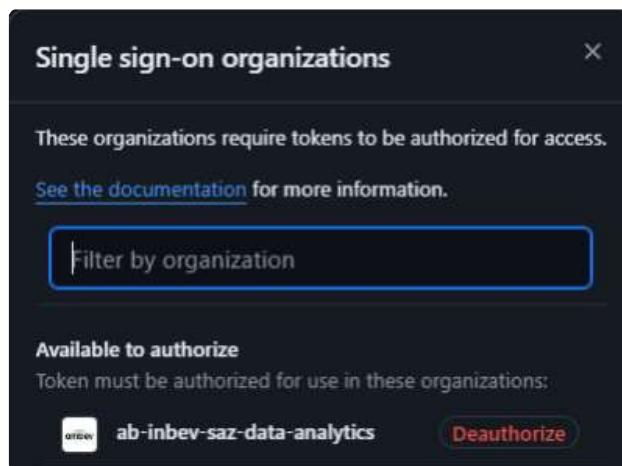 Single sign-on organizations
These organizations require tokens to be authorized for access.
See the documentation for more information.
Filter by organization
Available to authorize
Token must be authorized for use in these organizations:
ambev ab-inbev-saz-data-analytics Deauthorize